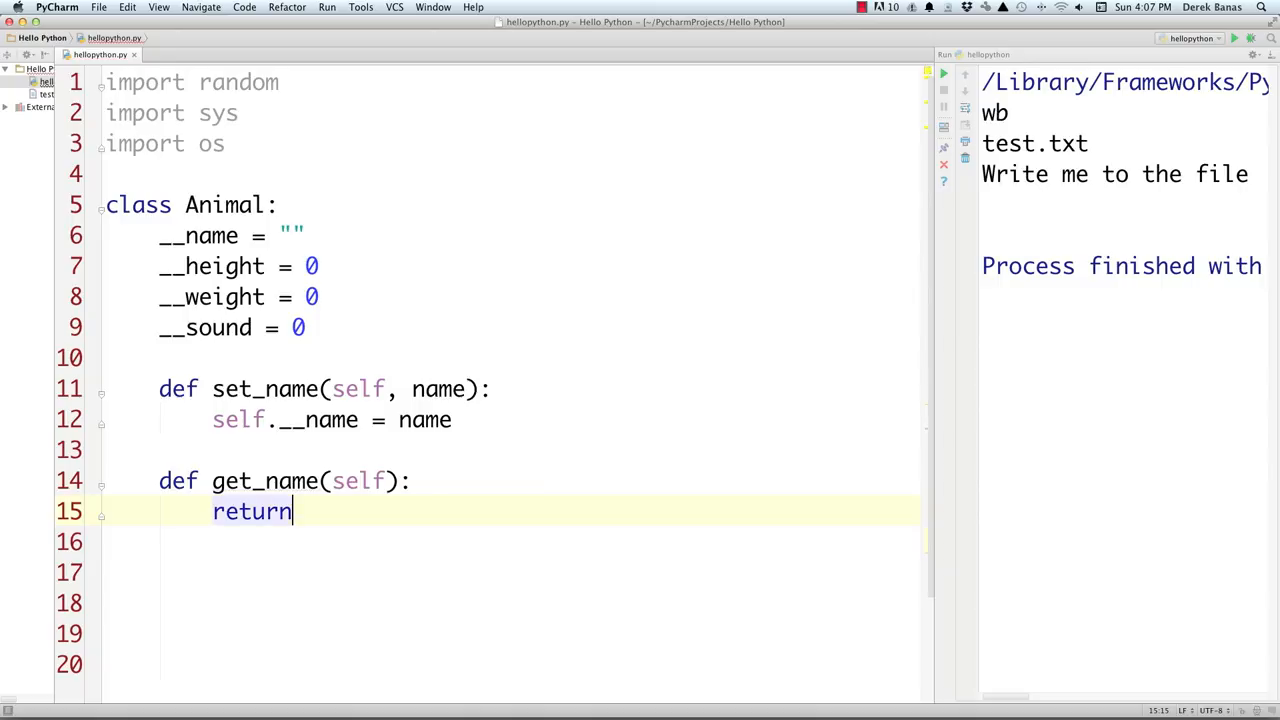 PyCharm File Edit View Navigate Code Refactor Run Tools VCS Window Help 10 Sun 4:07 PM Derek Banas
hellopython.py – Hello Python – [~/PycharmProjects/Hello Python]
Hello Python hellopython.py hellopython
hellopython.py Run hellopython
Hello P
hell
test
Extern
1 import random
2 import sys
3 import os
4
5 class Animal:
6 __name = ""
7 __height = 0
8 __weight = 0
9 __sound = 0
10
11 def set_name(self, name):
12 self.__name = name
13
14 def get_name(self):
15 return
16
17
18
19
20
/Library/Frameworks/Py
wb
test.txt
Write me to the file
Process finished with
15:15 LF UTF-8